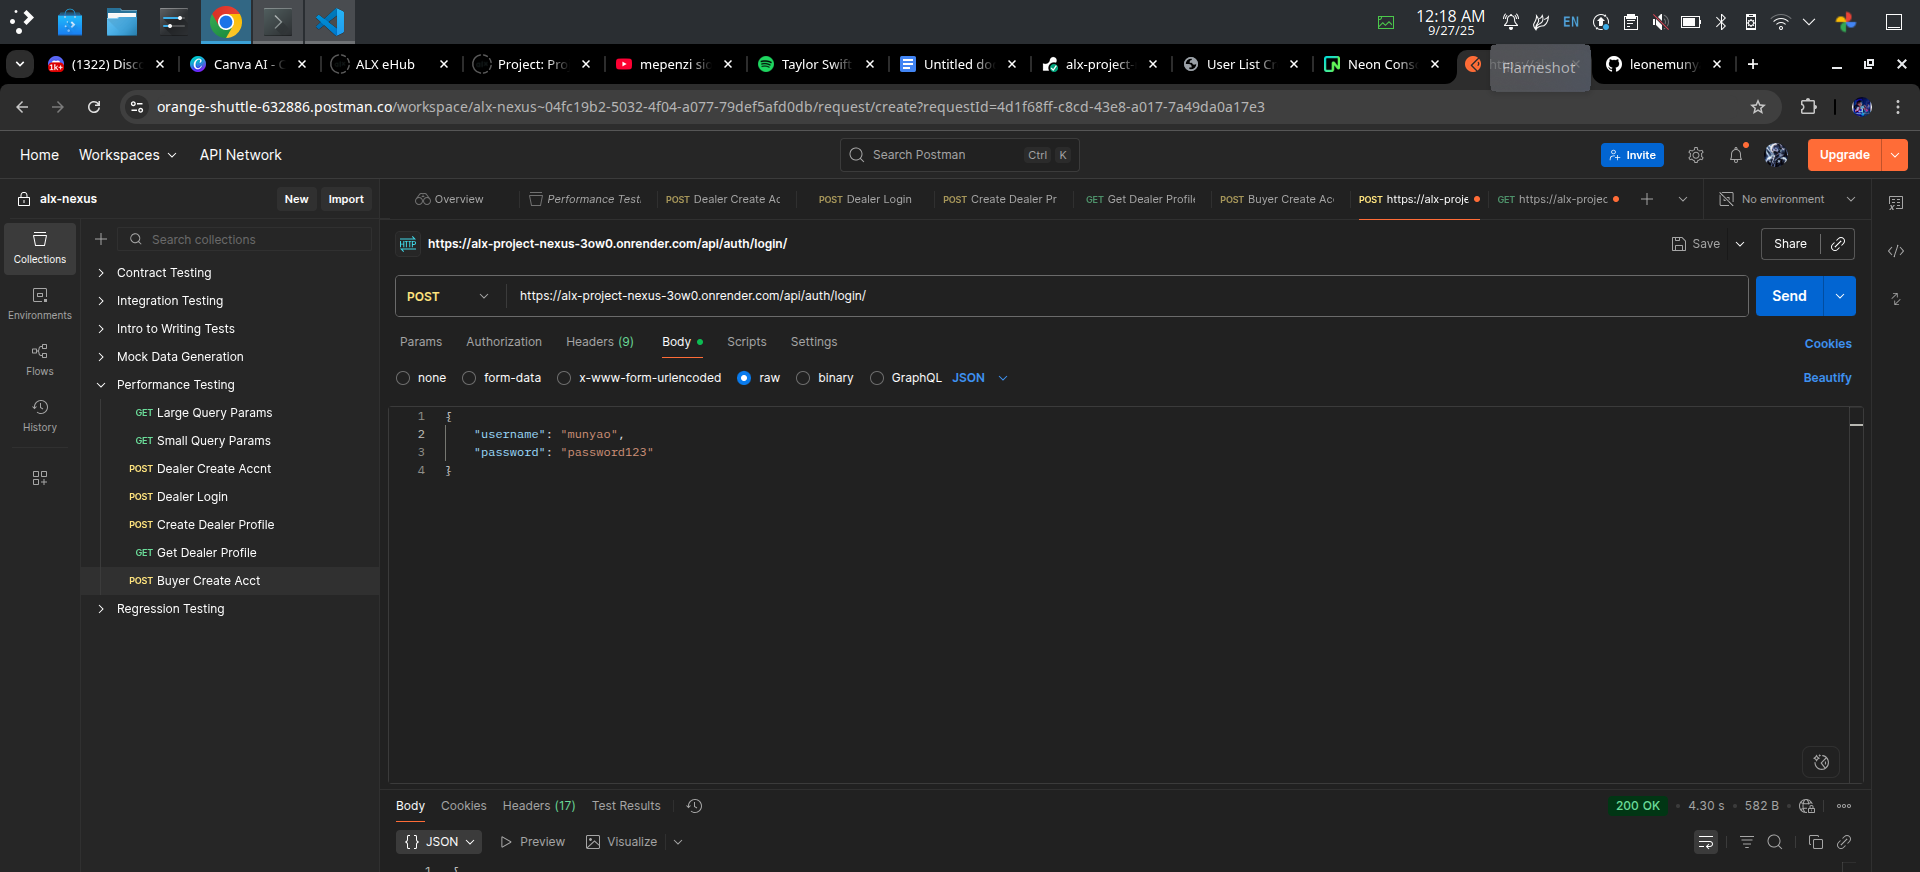 12:18 AM
9/27/25
EN
(1322) Disc
Canva AI - C
ALX eHub
Project: Pro
mepenzi si
Taylor Swift
Untitled do
alx-project-
User List Cr
Neon Cons
Flameshot
leonemuny
orange-shuttle-632886.postman.co/workspace/alx-nexus~04fc19b2-5032-4f04-a077-79def5afd0db/request/create?requestId=4d1f68ff-c8cd-43e8-a017-7a49da0a17e3
Home
Workspaces
API Network
Search Postman
Ctrl K
Invite
Upgrade
alx-nexus
New
Import
Overview
Performance Test
POST Dealer Create Ac
POST Dealer Login
POST Create Dealer Pr
GET Get Dealer Profile
POST Buyer Create Ac
POST https://alx-proje
GET https://alx-projec
No environment
Collections
Environments
Flows
History
Search collections
Contract Testing
Integration Testing
Intro to Writing Tests
Mock Data Generation
Performance Testing
GET Large Query Params
GET Small Query Params
POST Dealer Create Accnt
POST Dealer Login
POST Create Dealer Profile
GET Get Dealer Profile
POST Buyer Create Acct
Regression Testing
HTTP https://alx-project-nexus-3ow0.onrender.com/api/auth/login/
Save
Share
POST
https://alx-project-nexus-3ow0.onrender.com/api/auth/login/
Send
Params
Authorization
Headers (9)
Body
Scripts
Settings
Cookies
none
form-data
x-www-form-urlencoded
raw
binary
GraphQL
JSON
Beautify
1 {
2 "username": "munyao",
3 "password": "password123"
4 }
Body
Cookies
Headers (17)
Test Results
200 OK
4.30 s
582 B
{ } JSON
Preview
Visualize
1 {